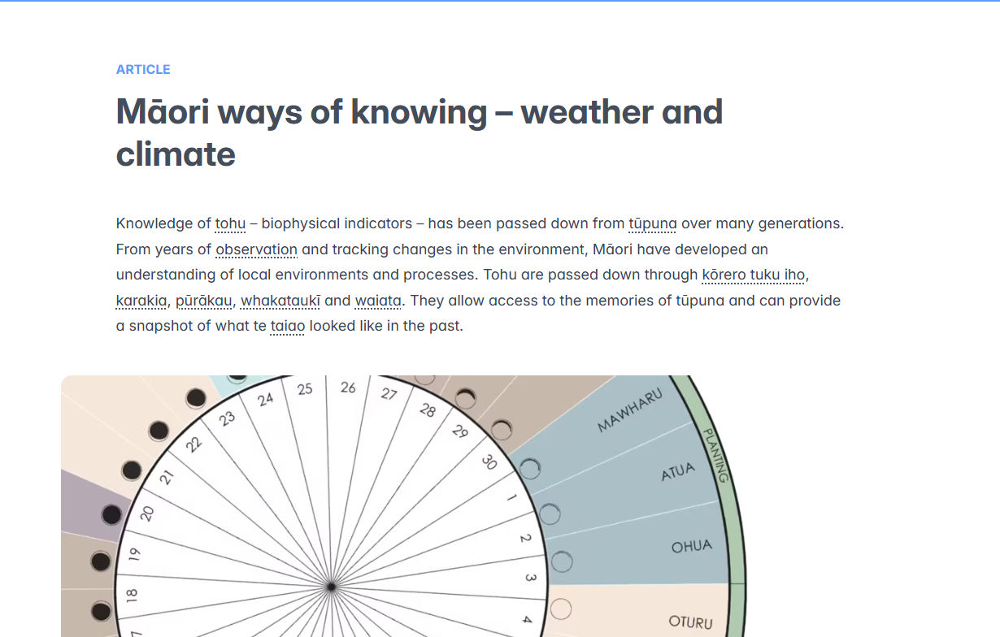 ARTICLE
Māori ways of knowing – weather and
climate
Knowledge of tohu – biophysical indicators – has been passed down from tūpuna over many generations.
From years of observation and tracking changes in the environment, Māori have developed an
understanding of local environments and processes. Tohu are passed down through kōrero tuku iho,
karakia, pūrākau, whakataukī and waiata. They allow access to the memories of tūpuna and can provide
a snapshot of what te taiao looked like in the past.
25
26
27
24
28
23
29
22
30
21
1
20
2
19
3
18
4
MAWHARU
PLANTING
ATUA
OHUA
OTURU